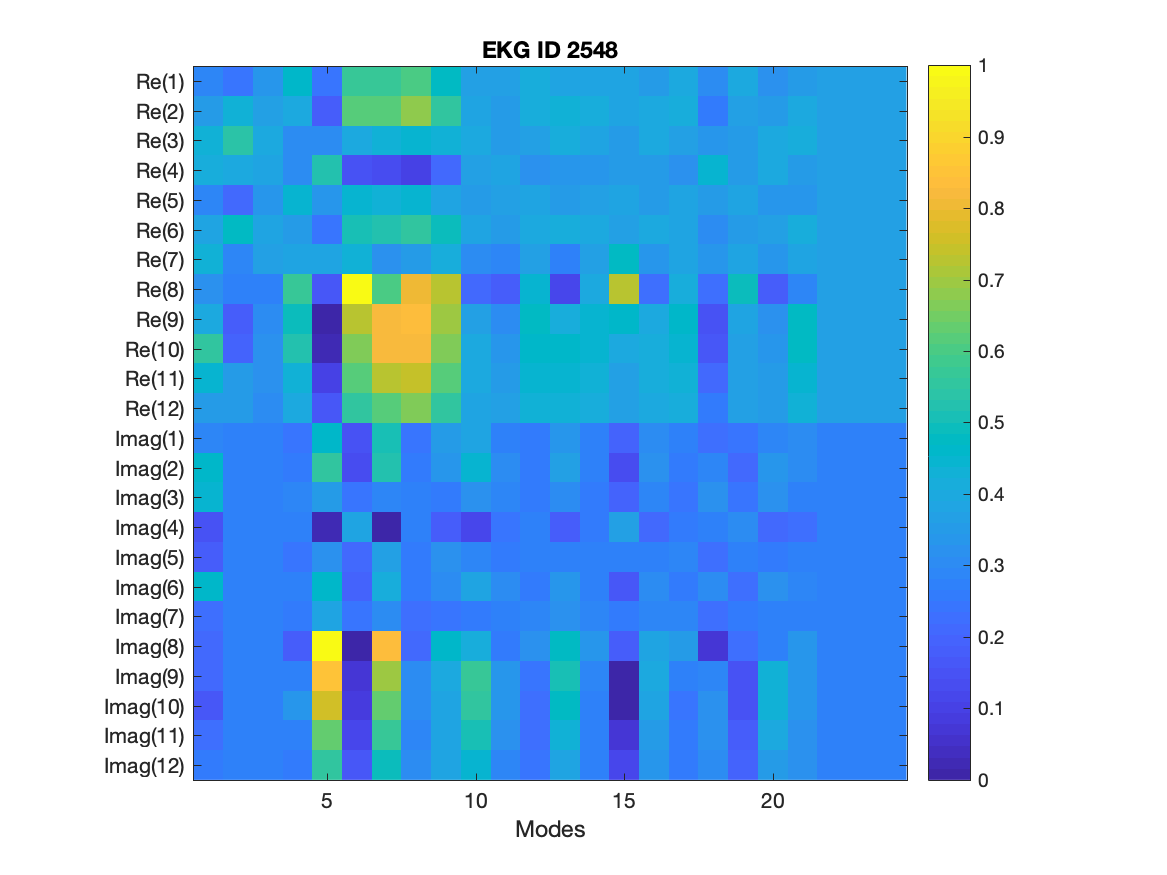 EKG ID 2548
Re(1)
Re(2)
Re(3)
Re(4)
Re(5)
Re(6)
Re(7)
Re(8)
Re(9)
Re(10)
Re(11)
Re(12)
Imag(1)
Imag(2)
Imag(3)
Imag(4)
Imag(5)
Imag(6)
Imag(7)
Imag(8)
Imag(9)
Imag(10)
Imag(11)
Imag(12)
5 10 15 20
Modes
1
0.9
0.8
0.7
0.6
0.5
0.4
0.3
0.2
0.1
0